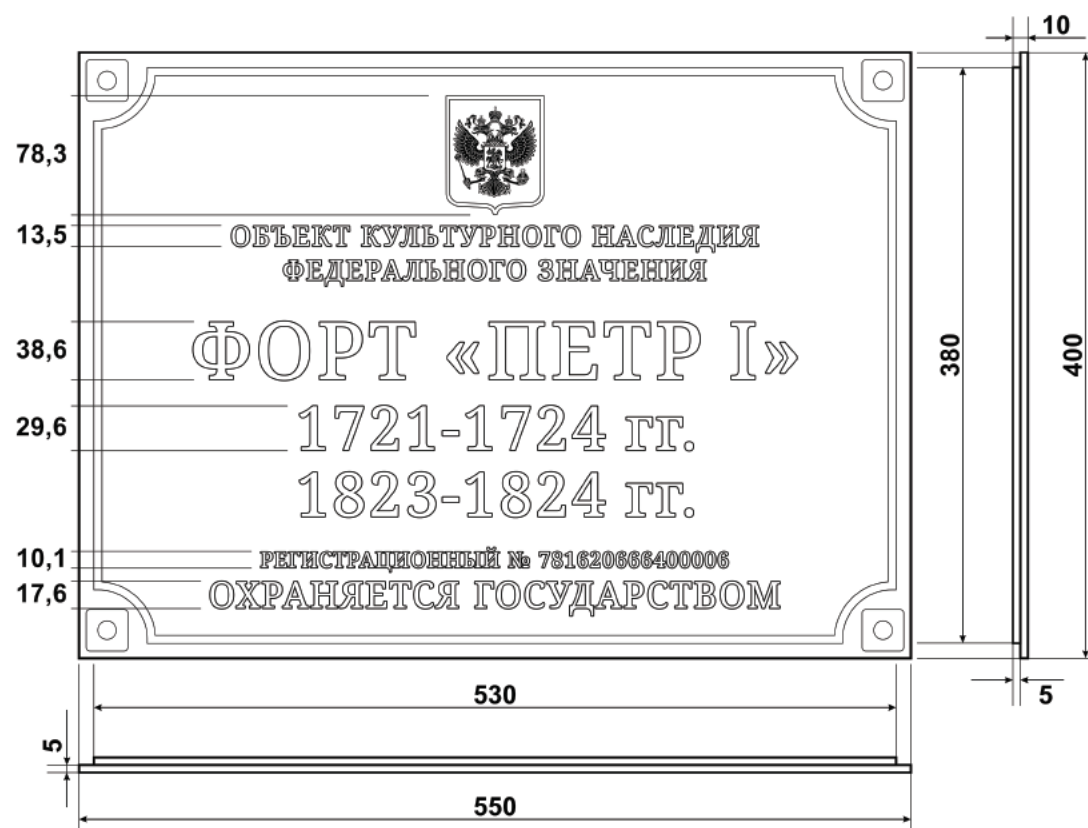 10
78,3
13,5
ОБЪЕКТ КУЛЬТУРНОГО НАСЛЕДИЯ
ФЕДЕРАЛЬНОГО ЗНАЧЕНИЯ
38,6
ФОРТ «ПЕТР I»
380
400
29,6
1721-1724 гг.
1823-1824 гг.
10,1
РЕГИСТРАЦИОННЫЙ № 781620666400006
17,6
ОХРАНЯЕТСЯ ГОСУДАРСТВОМ
530
5
5
550